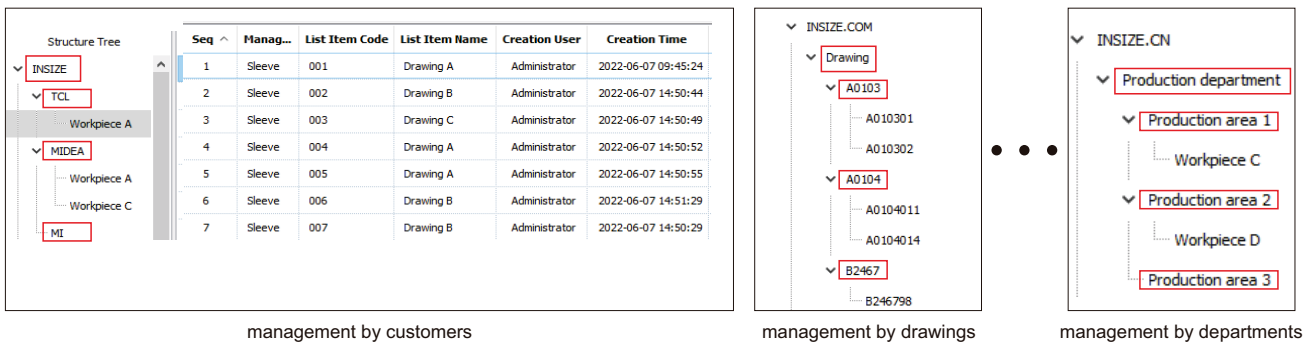 Structure Tree
INSIZE
TCL
Workpiece A
MIDEA
Workpiece A
Workpiece C
MI
Seq Manag... List Item Code List Item Name Creation User Creation Time
1 Sleeve 001 Drawing A Administrator 2022-06-07 09:45:24
2 Sleeve 002 Drawing B Administrator 2022-06-07 14:50:44
3 Sleeve 003 Drawing C Administrator 2022-06-07 14:50:49
4 Sleeve 004 Drawing A Administrator 2022-06-07 14:50:52
5 Sleeve 005 Drawing A Administrator 2022-06-07 14:50:55
6 Sleeve 006 Drawing B Administrator 2022-06-07 14:51:29
7 Sleeve 007 Drawing B Administrator 2022-06-07 14:50:29
management by customers
INSIZE.COM
Drawing
A0103
A010301
A010302
A0104
A0104011
A0104014
B2467
B246798
management by drawings
INSIZE.CN
Production department
Production area 1
Workpiece C
Production area 2
Workpiece D
Production area 3
management by departments